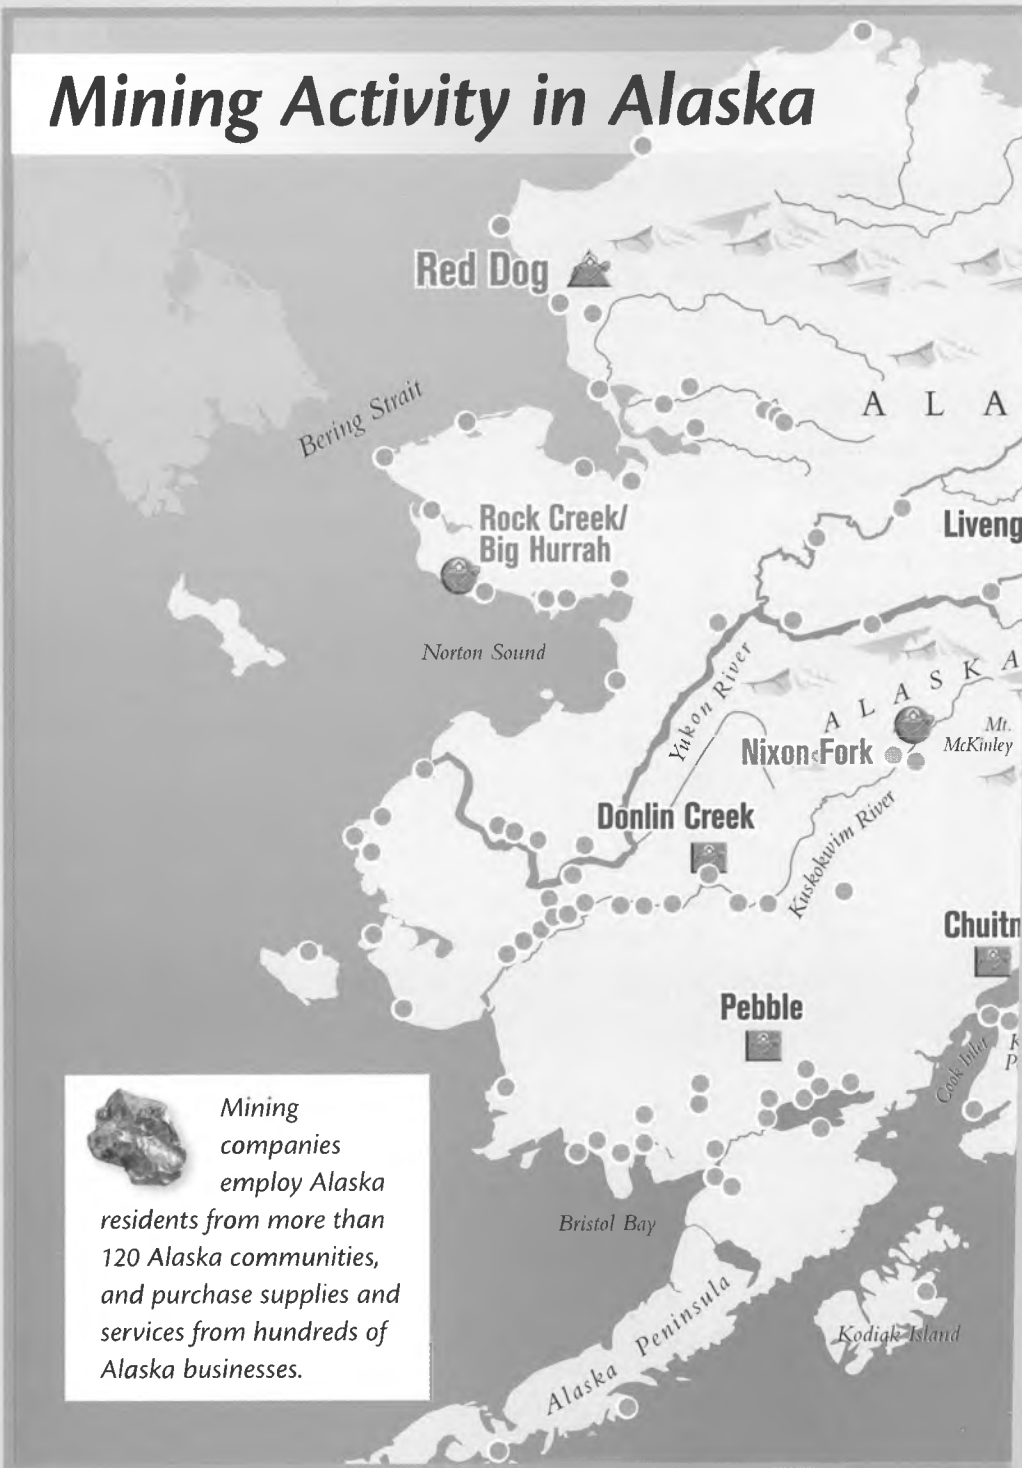 Mining Activity in Alaska
Red Dog
Bering Strait
A L A
Rock Creek/
Big Hurrah
Liveng
Norton Sound
Yukon River
A L A S K A
Mt.
McKinley
Nixon Fork
Donlin Creek
Kuskokwim River
Chuitn
Pebble
Cook Inlet
K
P
Mining
companies
employ Alaska
residents from more than
120 Alaska communities,
and purchase supplies and
services from hundreds of
Alaska businesses.
Bristol Bay
Alaska Peninsula
Kodiak Island